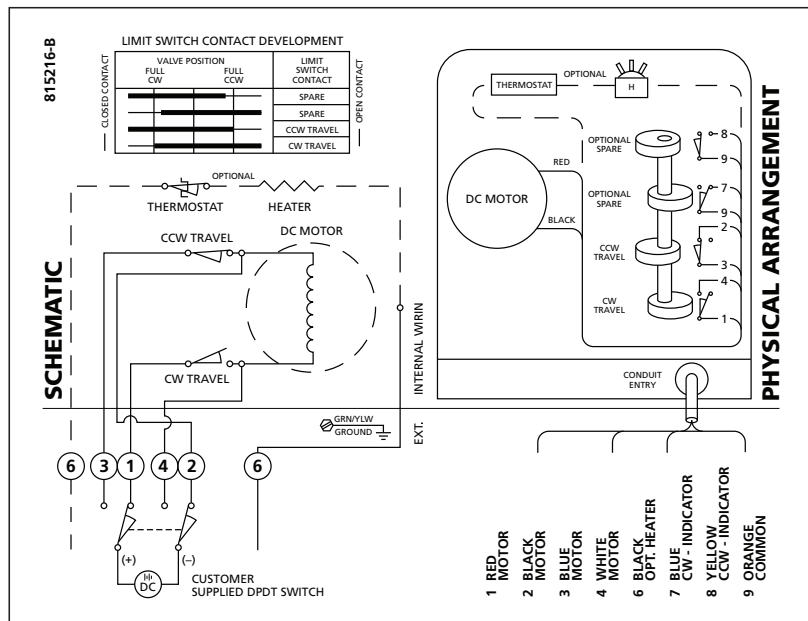 815216-B
LIMIT SWITCH CONTACT DEVELOPMENT
CLOSED CONTACT
VALVE POSITION
FULL CW
FULL CCW
LIMIT SWITCH CONTACT
SPARE
SPARE
CCW TRAVEL
CW TRAVEL
OPEN CONTACT
SCHEMATIC
OPTIONAL
THERMOSTAT
HEATER
CCW TRAVEL
DC MOTOR
CW TRAVEL
INTERNAL WIRIN
EXT.
GRN/YLW
GROUND
6
3
1
4
2
6
(+)
(–)
DC
CUSTOMER
SUPPLIED DPDT SWITCH
PHYSICAL ARRANGEMENT
THERMOSTAT
OPTIONAL
H
DC MOTOR
RED
BLACK
OPTIONAL
SPARE
8
9
OPTIONAL
SPARE
7
9
CCW
TRAVEL
2
3
CW
TRAVEL
4
1
CONDUIT
ENTRY
1 RED
MOTOR
2 BLACK
MOTOR
3 BLUE
MOTOR
4 WHITE
MOTOR
6 BLACK
OPT. HEATER
7 BLUE
CW - INDICATOR
8 YELLOW
CCW - INDICATOR
9 ORANGE
COMMON